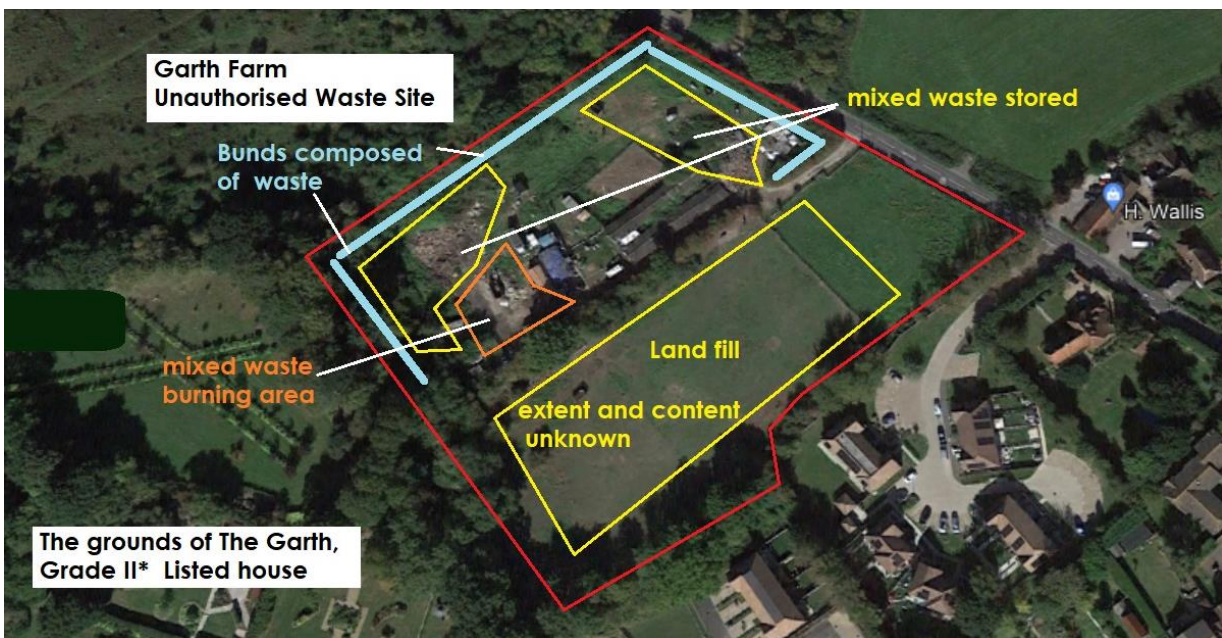 Garth Farm
Unauthorised Waste Site
mixed waste stored
Bunds composed
of waste
H. Wallis
Land fill
mixed waste
burning area
extent and content
unknown
The grounds of The Garth,
Grade II* Listed house